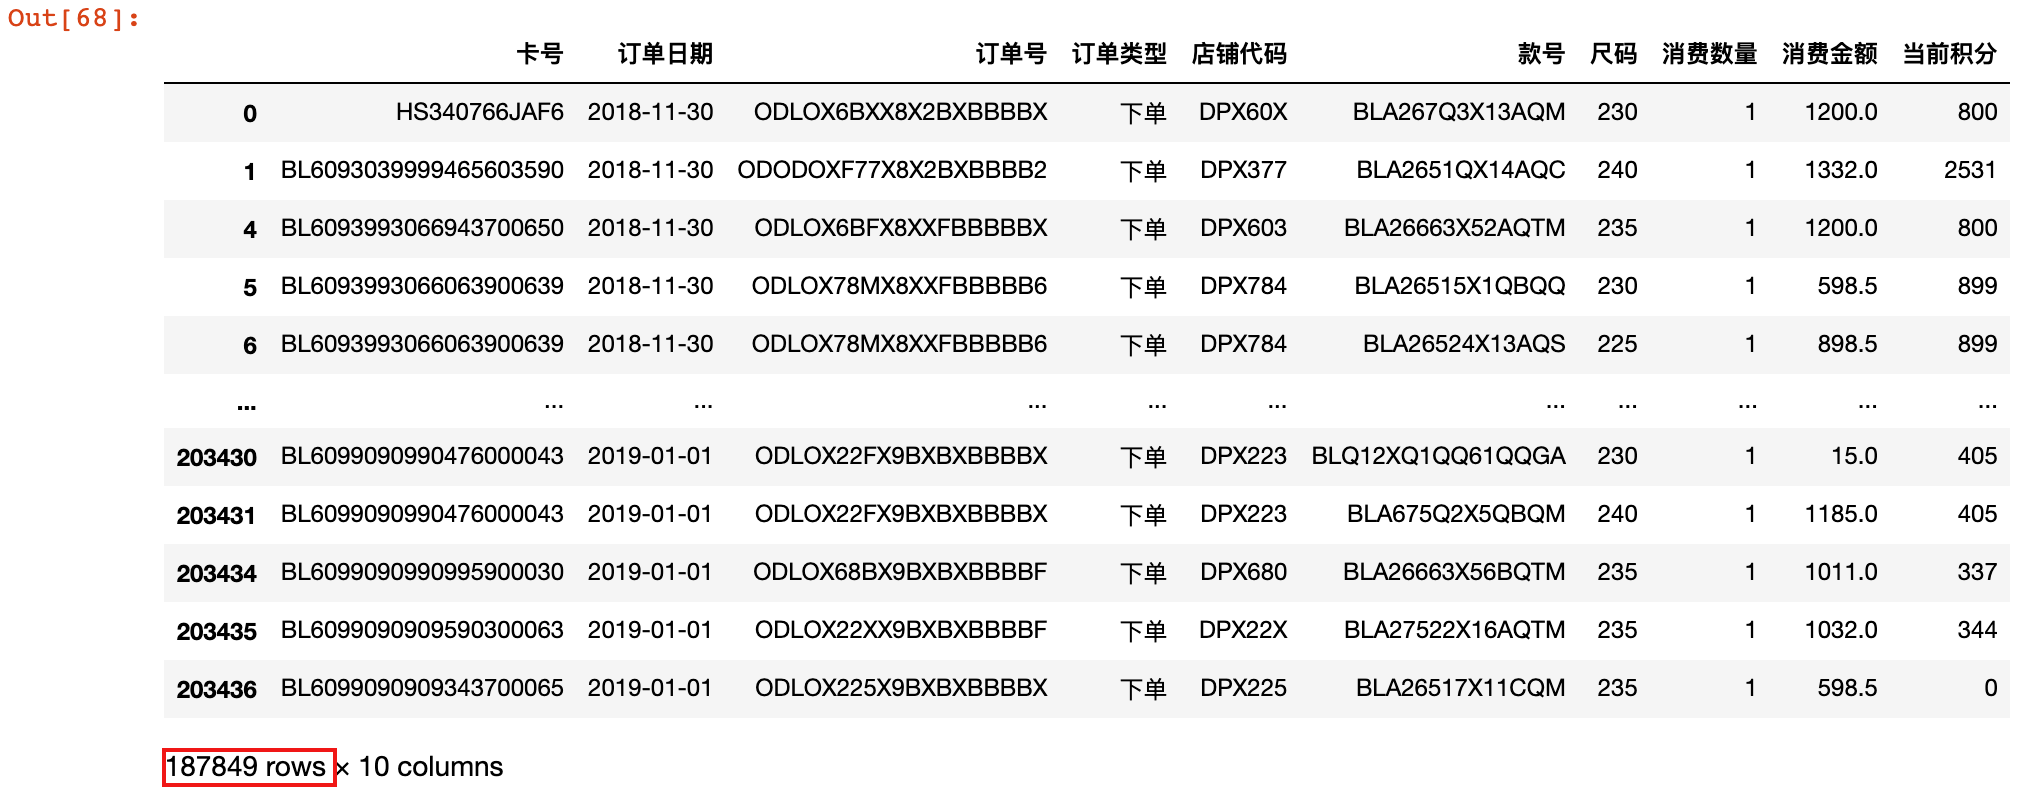 Out[68]:
卡号 订单日期 订单号 订单类型 店铺代码 款号 尺码 消费数量 消费金额 当前积分
0 HS340766JAF6 2018-11-30 ODLOX6BXX8X2BXBBBBX 下单 DPX60X BLA267Q3X13AQM 230 1 1200.0 800
1 BL6093039999465603590 2018-11-30 ODODOXF77X8X2BXBBBB2 下单 DPX377 BLA2651QX14AQC 240 1 1332.0 2531
4 BL6093993066943700650 2018-11-30 ODLOX6BFX8XXFBBBBBX 下单 DPX603 BLA26663X52AQTM 235 1 1200.0 800
5 BL6093993066063900639 2018-11-30 ODLOX78MX8XXFBBBBB6 下单 DPX784 BLA26515X1QBQQ 230 1 598.5 899
6 BL6093993066063900639 2018-11-30 ODLOX78MX8XXFBBBBB6 下单 DPX784 BLA26524X13AQS 225 1 898.5 899
... ... ... ... ... ... ... ... ... ... ...
203430 BL6099090990476000043 2019-01-01 ODLOX22FX9BXBXBBBBX 下单 DPX223 BLQ12XQ1QQ61QQGA 230 1 15.0 405
203431 BL6099090990476000043 2019-01-01 ODLOX22FX9BXBXBBBBX 下单 DPX223 BLA675Q2X5QBQM 240 1 1185.0 405
203434 BL6099090990995900030 2019-01-01 ODLOX68BX9BXBXBBBBF 下单 DPX680 BLA26663X56BQTM 235 1 1011.0 337
203435 BL6099090909590300063 2019-01-01 ODLOX22XX9BXBXBBBBF 下单 DPX22X BLA27522X16AQTM 235 1 1032.0 344
203436 BL6099090909343700065 2019-01-01 ODLOX225X9BXBXBBBBX 下单 DPX225 BLA26517X11CQM 235 1 598.5 0
187849 rows × 10 columns